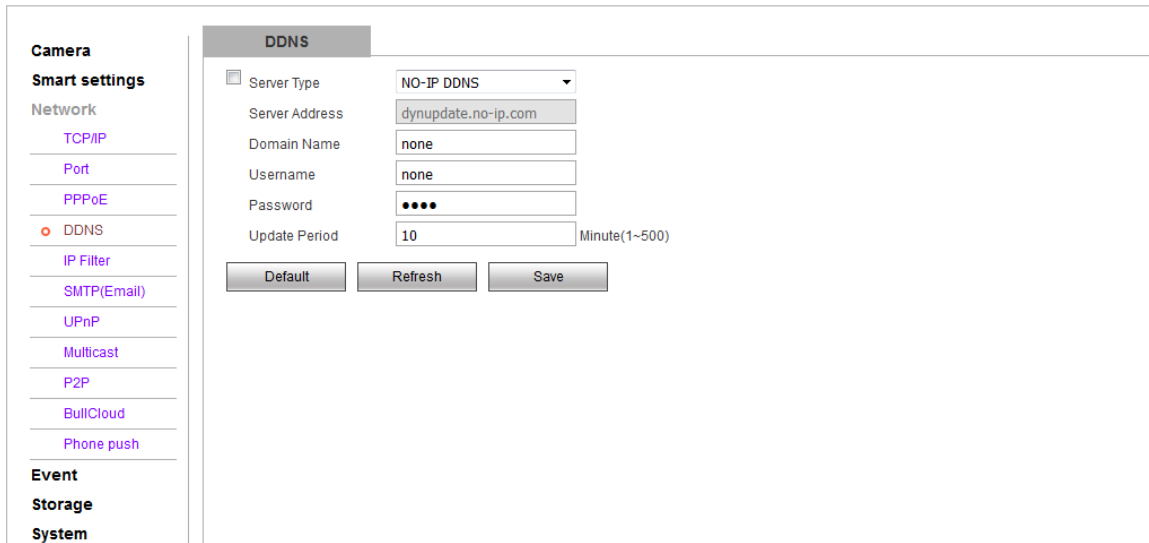 DDNS
Camera
Smart settings
Network
TCP/IP
Port
PPPoE
DDNS
IP Filter
SMTP(Email)
UPnP
Multicast
P2P
BullCloud
Phone push
Event
Storage
System
Server Type NO-IP DDNS
Server Address dynupdate.no-ip.com
Domain Name none
Username none
Password ●●●●
Update Period 10 Minute(1~500)
Default Refresh Save